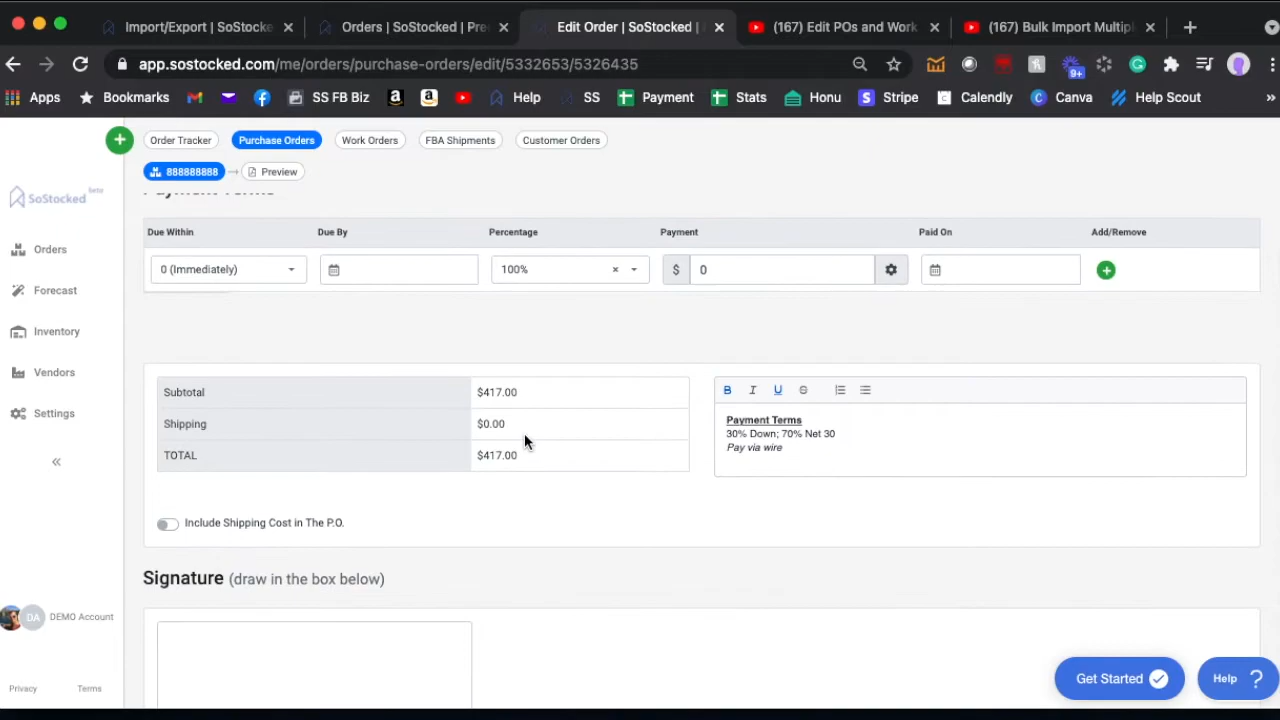 Import/Export | SoStocke
Orders | SoStocked | Pre
Edit Order | SoStocked |
(167) Edit POs and Work
(167) Bulk Import Multip
app.sostocked.com/me/orders/purchase-orders/edit/5332653/5326435
9+
Apps
Bookmarks
SS FB Biz
Help
SS
Payment
Stats
Honu
Stripe
Calendly
Canva
Help Scout
»
Order Tracker
Purchase Orders
Work Orders
FBA Shipments
Customer Orders
888888888
Preview
Payment Terms
SoStocked beta
Orders
Forecast
Inventory
Vendors
Settings
«
DA DEMO Account
Privacy
Terms
Due Within
Due By
Percentage
Payment
Paid On
Add/Remove
0 (Immediately)
100%
$ 0
Subtotal $417.00
Shipping $0.00
TOTAL $417.00
B I U S
Payment Terms
30% Down; 70% Net 30
Pay via wire
Include Shipping Cost in The P.O.
Signature (draw in the box below)
Get Started
Help ?